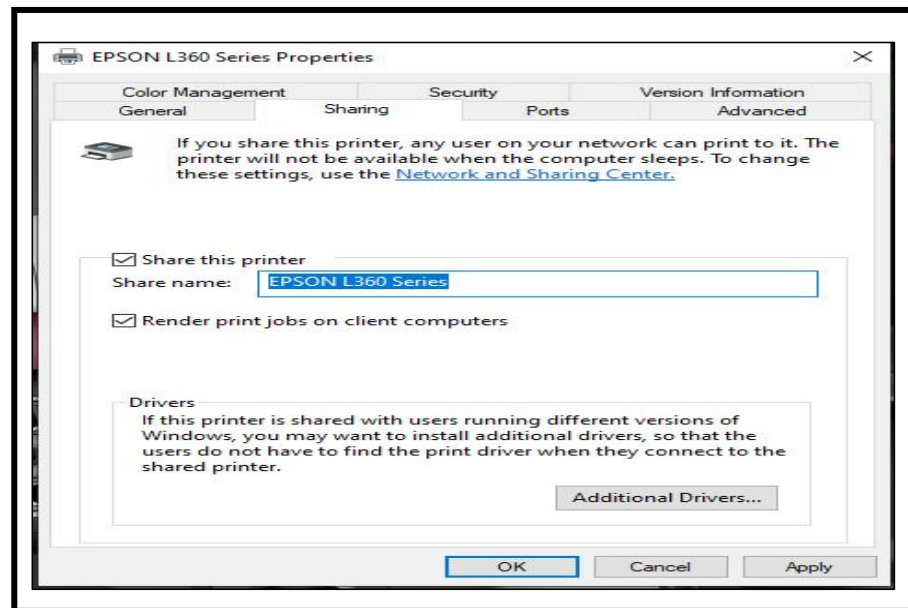 EPSON L360 Series Properties
Color Management Security Version Information
General Sharing Ports Advanced
If you share this printer, any user on your network can print to it. The
printer will not be available when the computer sleeps. To change
these settings, use the Network and Sharing Center.
Share this printer
Share name: EPSON L360 Series
Render print jobs on client computers
Drivers
If this printer is shared with users running different versions of
Windows, you may want to install additional drivers, so that the
users do not have to find the print driver when they connect to the
shared printer.
Additional Drivers...
OK Cancel Apply